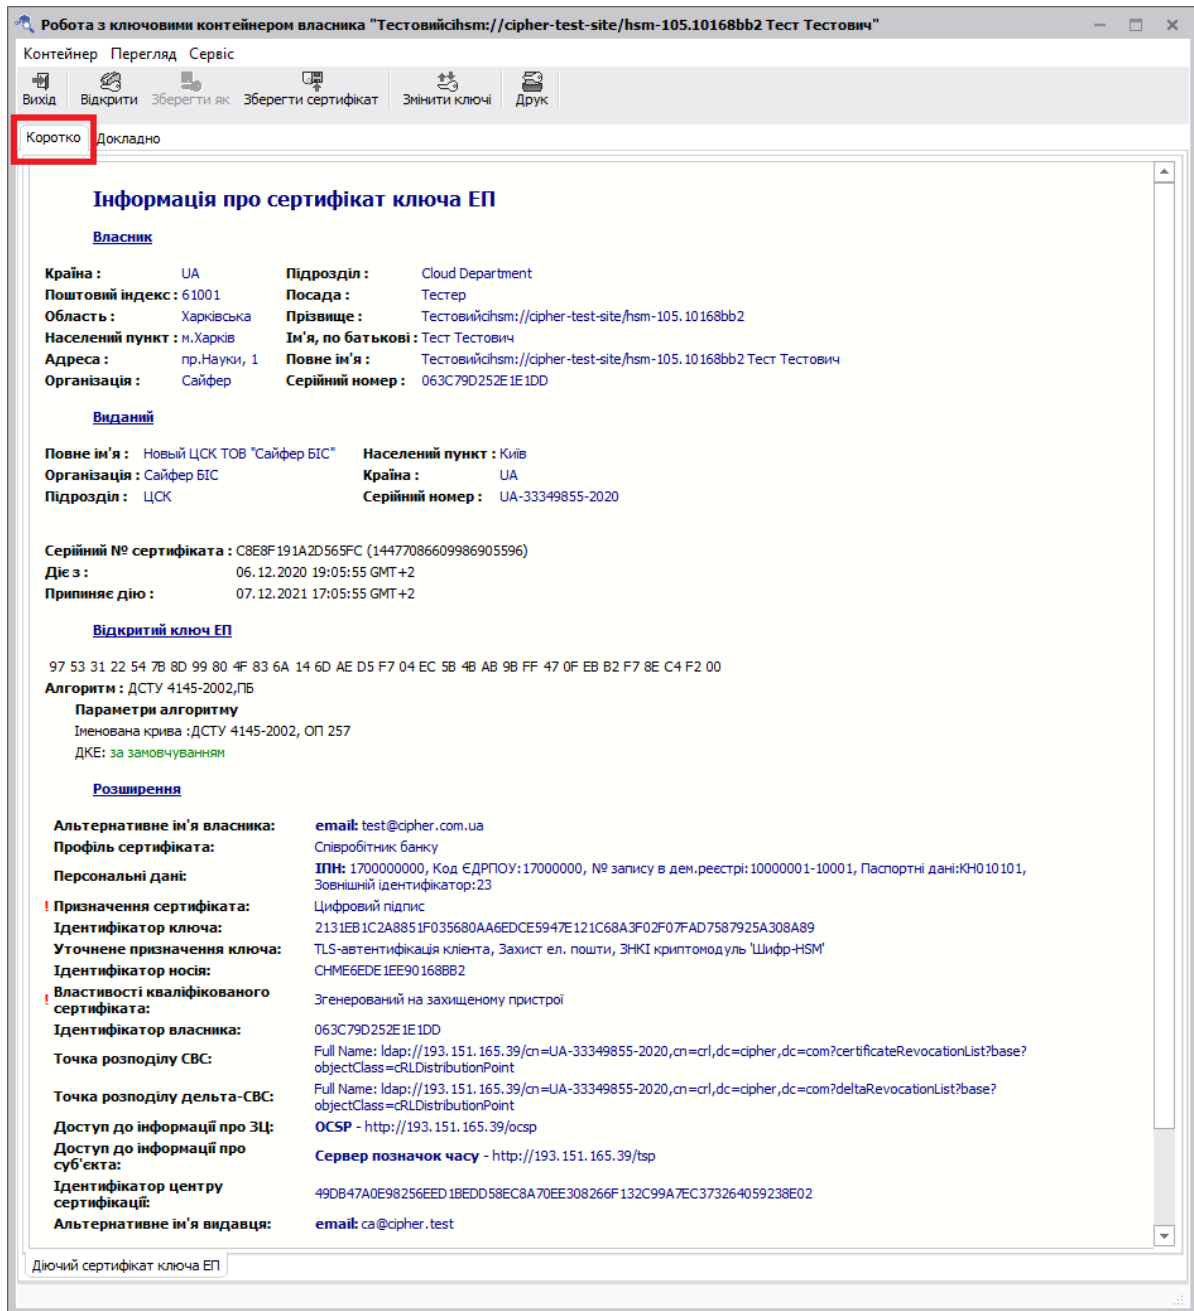 Робота з ключовими контейнером власника "Тестовийcihsm://cipher-test-site/hsm-105.10168bb2 Тест Тестович"
Контейнер Перегляд Сервіс
Вихід Відкрити Зберегти як Зберегти сертифікат Змінити ключі Друк
Коротко Докладно
Інформація про сертифікат ключа ЕП
Власник
Країна : UA Підрозділ : Cloud Department
Поштовий індекс : 61001 Посада : Тестер
Область : Харківська Прізвище : Тестовийcihsm://cipher-test-site/hsm-105.10168bb2
Населений пункт : м.Харків Ім'я, по батькові : Тест Тестович
Адреса : пр.Науки, 1 Повне ім'я : Тестовийcihsm://cipher-test-site/hsm-105.10168bb2 Тест Тестович
Організація : Сайфер Серійний номер : 063C79D252E1E1DD
Виданий
Повне ім'я : Новый ЦСК ТОВ "Сайфер БІС" Населений пункт : Київ
Організація : Сайфер БІС Країна : UA
Підрозділ : ЦСК Серійний номер : UA-33349855-2020
Серійний № сертифіката : C8E8F191A2D565FC (14477086609986905596)
Діє з : 06.12.2020 19:05:55 GMT+2
Припиняє дію : 07.12.2021 17:05:55 GMT+2
Відкритий ключ ЕП
97 53 31 22 54 7B 8D 99 80 4F 83 6A 14 6D AE D5 F7 04 EC 5B 4B AB 9B FF 47 0F EB B2 F7 8E C4 F2 00
Алгоритм : ДСТУ 4145-2002,ПБ
Параметри алгоритму
Іменована крива :ДСТУ 4145-2002, ОП 257
ДКЕ: за замовчуванням
Розширення
Альтернативне ім'я власника: email: test@cipher.com.ua
Профіль сертифіката: Співробітник банку
Персональні дані: ІПН: 1700000000, Код ЄДРПОУ:17000000, № запису в дем.реєстрі:10000001-10001, Паспортні дані:КН010101,
Зовнішній ідентифікатор:23
! Призначення сертифіката: Цифровий підпис
Ідентифікатор ключа: 2131EB1C2A8851F035680AA6EDCE5947E121C68A3F02F07FAD7587925A308A89
Уточнене призначення ключа: TLS-автентифікація клієнта, Захист ел. пошти, ЗНКІ криптомодуль 'Шифр-HSM'
Ідентифікатор носія: CHME6EDE1EE90168BB2
! Властивості кваліфікованого
сертифіката: Згенерований на захищеному пристрої
Ідентифікатор власника: 063C79D252E1E1DD
Точка розподілу СВС: Full Name: ldap://193.151.165.39/cn=UA-33349855-2020,cn=crl,dc=cipher,dc=com?certificateRevocationList?base?
objectClass=cRLDistributionPoint
Точка розподілу дельта-СВС: Full Name: ldap://193.151.165.39/cn=UA-33349855-2020,cn=crl,dc=cipher,dc=com?deltaRevocationList?base?
objectClass=cRLDistributionPoint
Доступ до інформації про ЗЦ: OCSP - http://193.151.165.39/ocsp
Доступ до інформації про
суб'єкта: Сервер позначок часу - http://193.151.165.39/tsp
Ідентифікатор центру
сертифікації: 49DB47A0E98256EED1BEDD58EC8A70EE308266F132C99A7EC373264059238E02
Альтернативне ім'я видавця: email: ca@cipher.test
Діючий сертифікат ключа ЕП